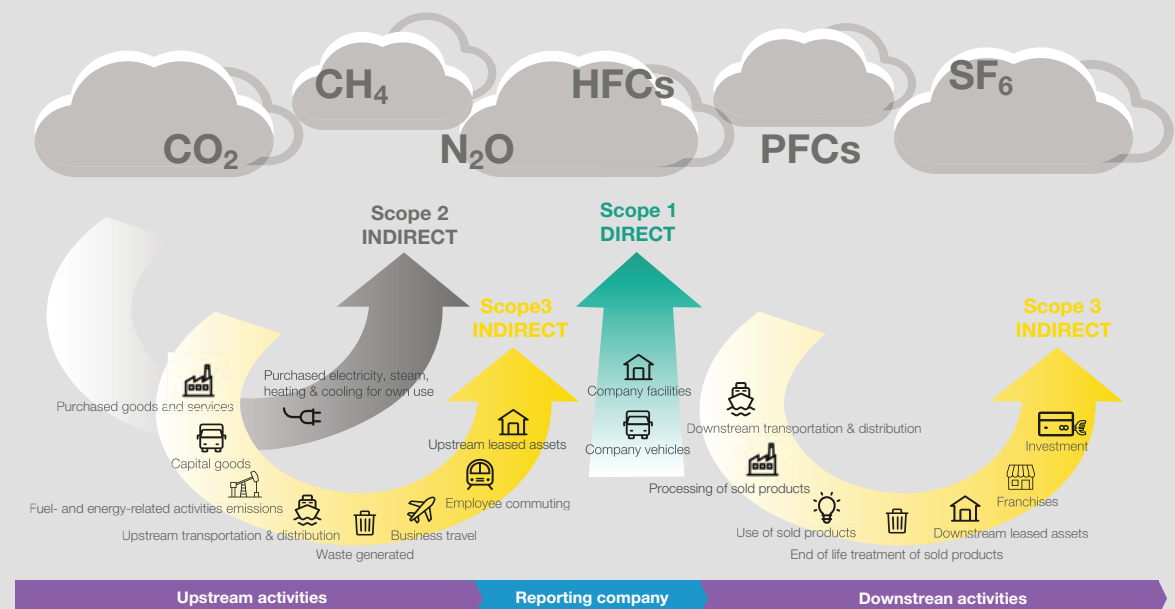 CO₂
CH₄
N₂O
HFCs
PFCs
SF₆
Scope 2
INDIRECT
Scope 1
DIRECT
Scope3
INDIRECT
Scope 3
INDIRECT
Purchased electricity, steam,
heating & cooling for own use
Purchased goods and services
Capital goods
Fuel- and energy-related activities emissions
Upstream transportation & distribution
Waste generated
Business travel
Employee commuting
Upstream leased assets
Company facilities
Company vehicles
Downstream transportation & distribution
Processing of sold products
Use of sold products
End of life treatment of sold products
Downstream leased assets
Franchises
€
Investment
Upstream activities
Reporting company
Downstrean activities